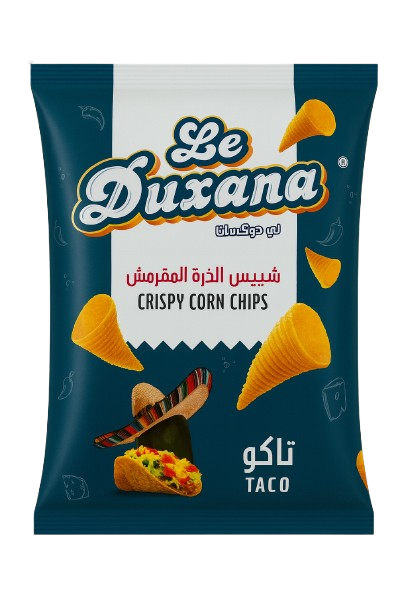 Le
Duxana
®
لي دوكسانا
شيبس الذرة المقرمش
CRISPY CORN CHIPS
تاكو
TACO